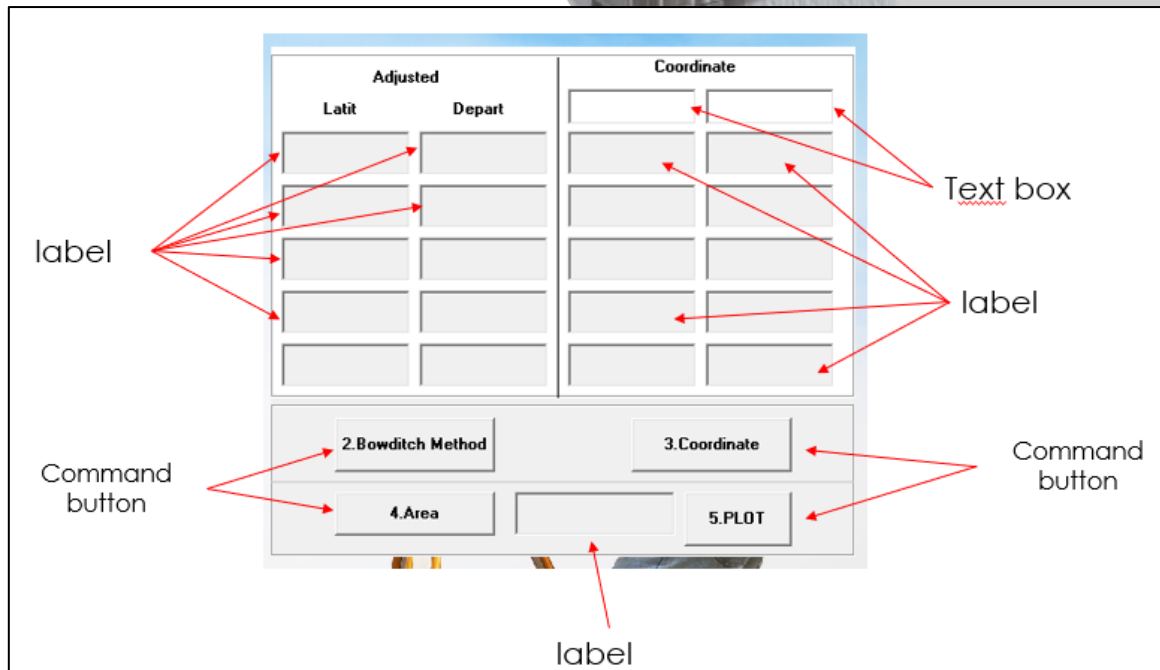 Adjusted
Coordinate
Latit
Depart
Text box
label
label
2.Bowditch Method
3.Coordinate
Command
button
Command
button
4.Area
5.PLOT
label